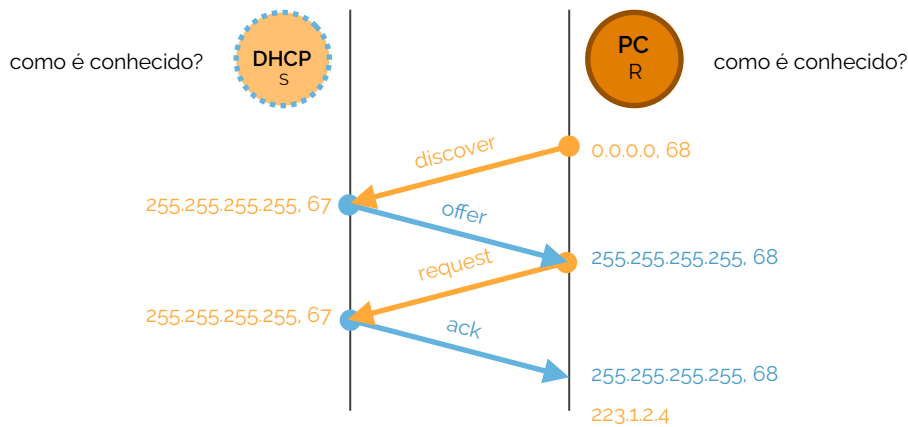 como é conhecido?
DHCP
S
PC
R
como é conhecido?
discover
0.0.0.0, 68
255.255.255.255, 67
offer
255.255.255.255, 68
request
255.255.255.255, 67
ack
255.255.255.255, 68
223.1.2.4